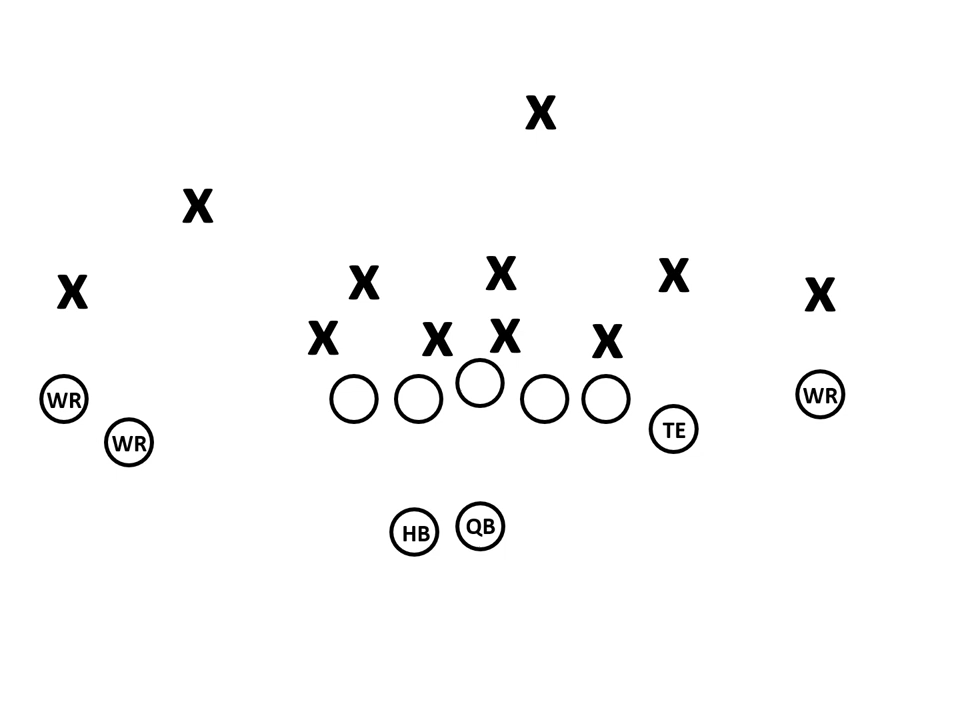 X
X
X X X X X
X X X X
WR WR
WR TE
HB QB